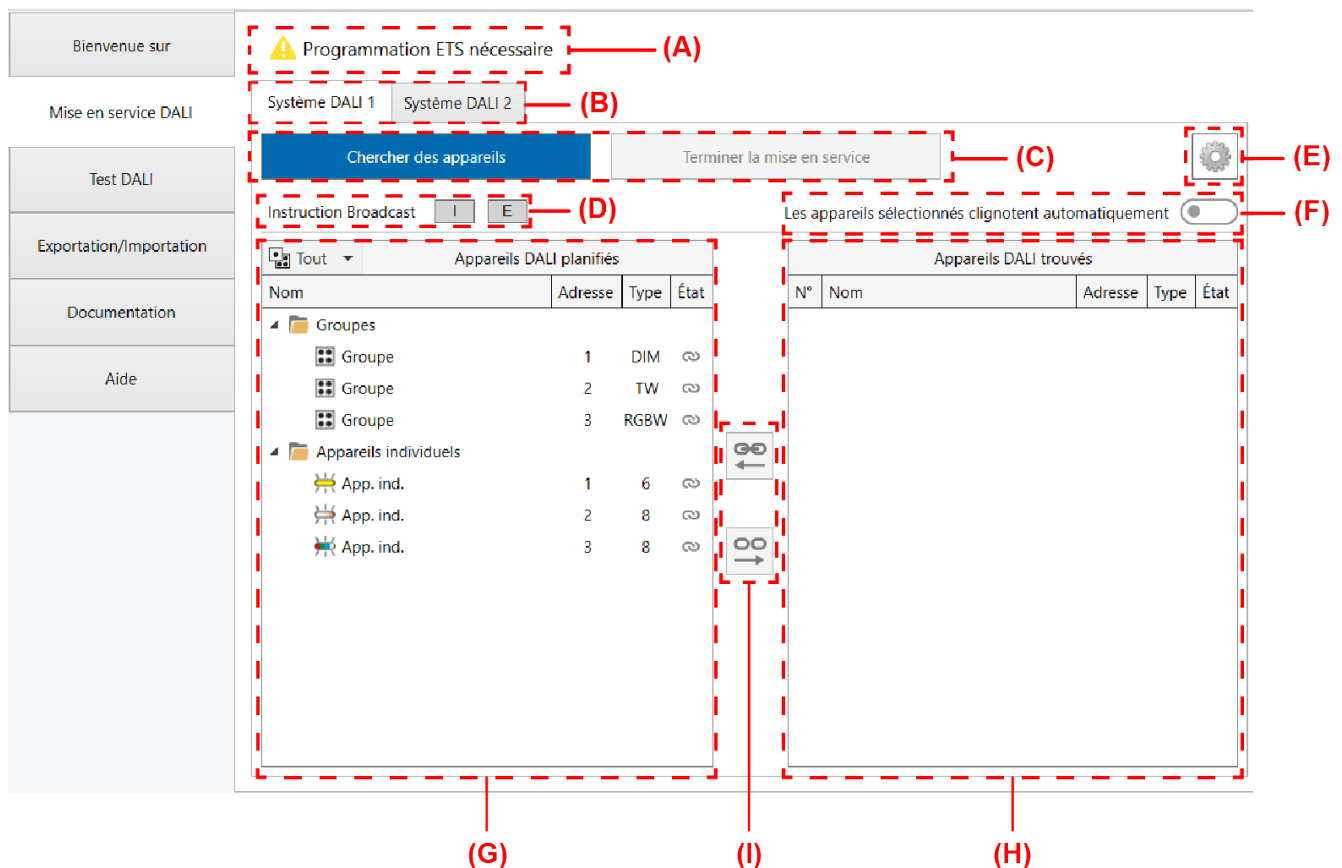 Bienvenue sur
Mise en service DALI
Test DALI
Exportation/Importation
Documentation
Aide
Programmation ETS nécessaire
(A)
Système DALI 1 Système DALI 2
(B)
Chercher des appareils Terminer la mise en service
(C)
(E)
Instruction Broadcast I E
(D)
Les appareils sélectionnés clignotent automatiquement
(F)
Tout Appareils DALI planifiés
Nom Adresse Type État
Groupes
Groupe 1 DIM
Groupe 2 TW
Groupe 3 RGBW
Appareils individuels
App. ind. 1 6
App. ind. 2 8
App. ind. 3 8
Appareils DALI trouvés
N° Nom Adresse Type État
(G)
(I)
(H)